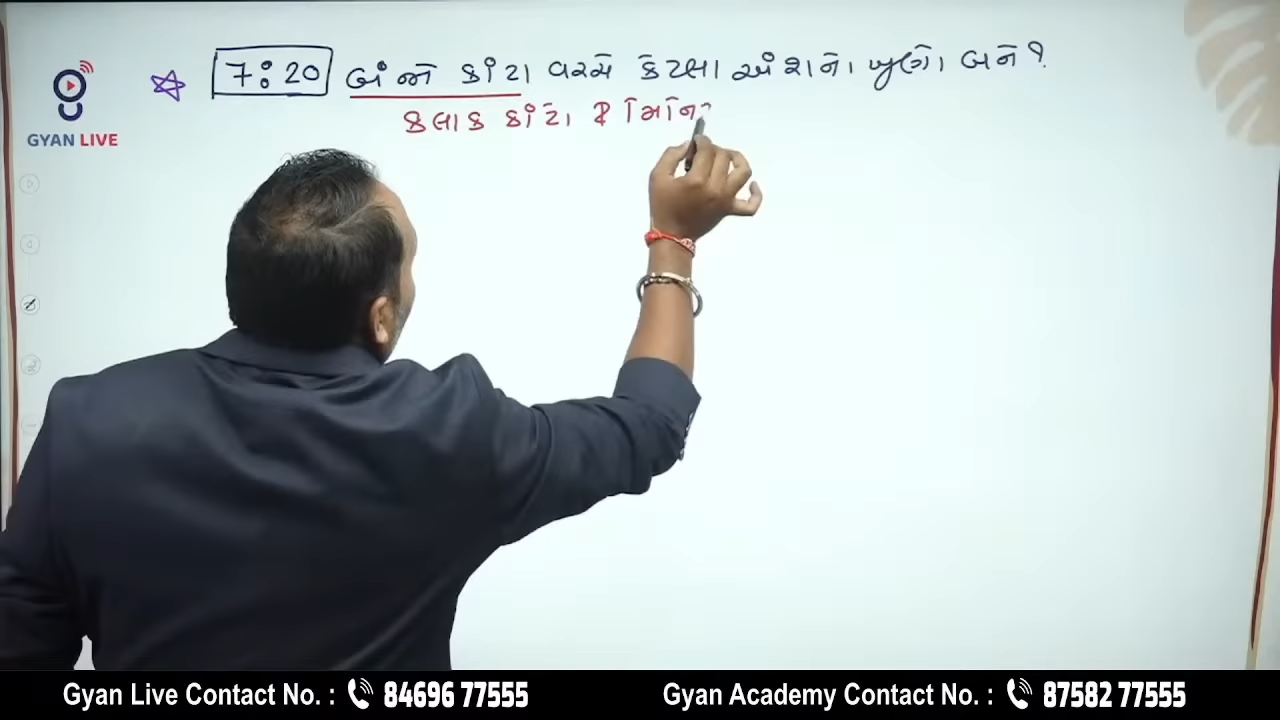 7:20 બંને કાંટા વચ્ચે કેટલા અંશનો ખુણો બને?
કલાક કાંટા
GYAN LIVE
Gyan Live Contact No. : 84696 77555
Gyan Academy Contact No. : 87582 77555